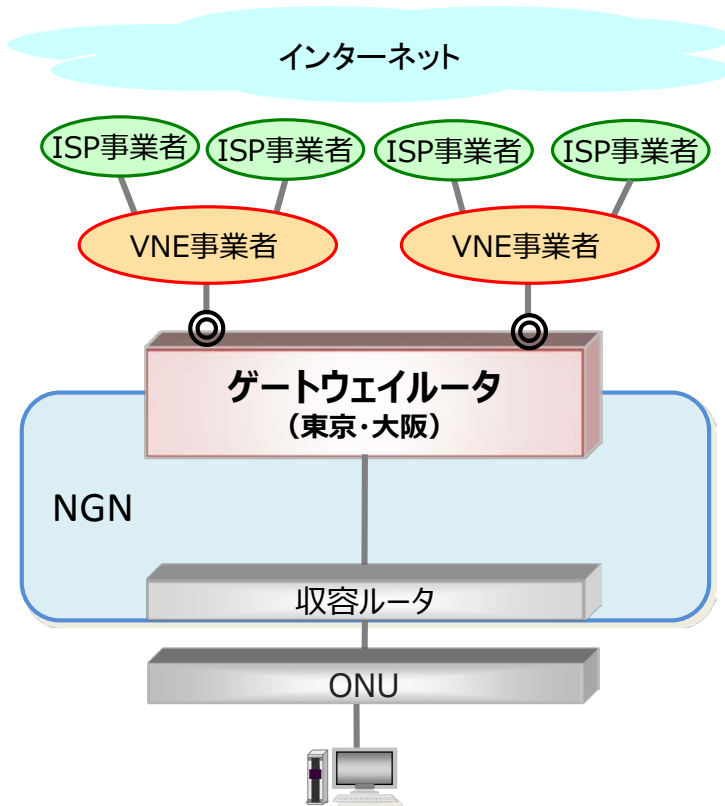 インターネット
ISP事業者
ISP事業者
ISP事業者
ISP事業者
VNE事業者
VNE事業者
ゲートウェイルータ
（東京・大阪）
NGN
収容ルータ
ONU